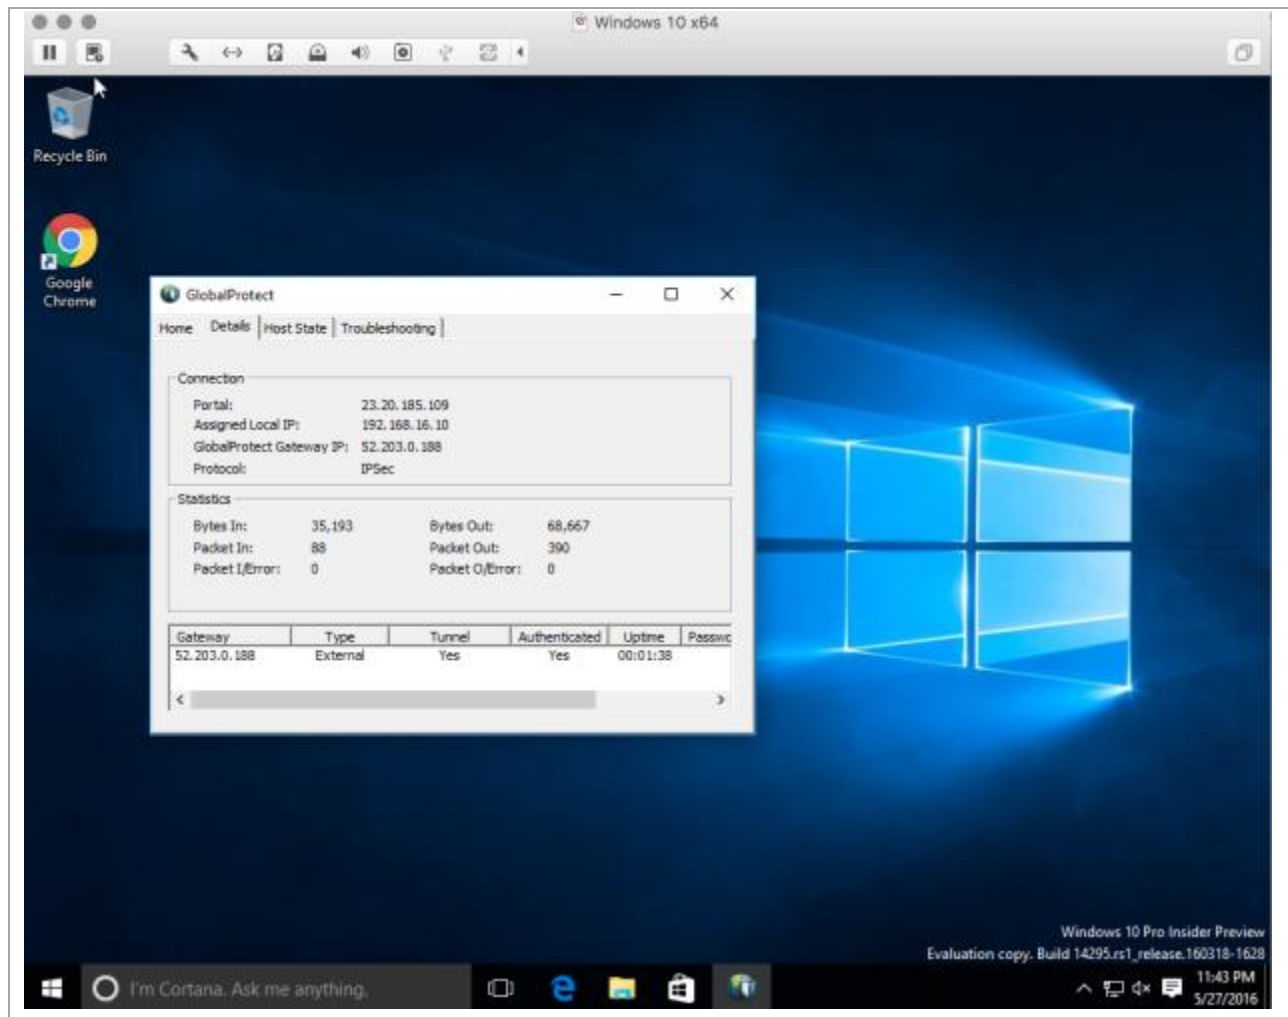 Windows 10 x64
Recycle Bin
Google
Chrome
GlobalProtect
Home Details Host State Troubleshooting
Connection
Portal: 23.20.185.109
Assigned Local IP: 192.168.16.10
GlobalProtect Gateway IP: 52.203.0.188
Protocol: IPSec
Statistics
Bytes In: 35,193 Bytes Out: 68,667
Packet In: 88 Packet Out: 390
Packet I/Error: 0 Packet O/Error: 0
Gateway Type Tunnel Authenticated Uptime Passwc
52.203.0.188 External Yes Yes 00:01:38
Windows 10 Pro Insider Preview
Evaluation copy. Build 14295.rs1_release.160318-1628
I'm Cortana. Ask me anything.
11:43 PM
5/27/2016